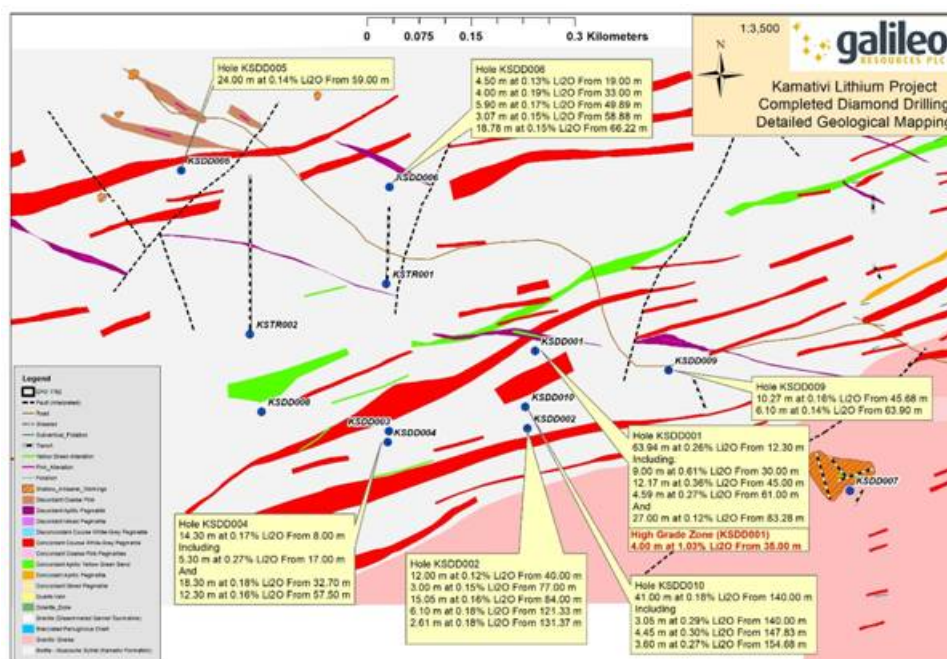 0 0.075 0.15 0.3 Kilometers
1:3,500
N
galileo
RESOURCES PLC
Kamativi Lithium Project
Completed Diamond Drilling
Detailed Geological Mapping
Hole KSDD005
24.00 m at 0.14% Li2O From 59.00 m
Hole KSDD006
4.50 m at 0.13% Li2O From 19.00 m
4.00 m at 0.19% Li2O From 33.00 m
5.90 m at 0.17% Li2O From 49.89 m
3.07 m at 0.15% Li2O From 58.88 m
18.78 m at 0.15% Li2O From 66.22 m
KSDD005
KSDD006
KSTR001
KSTR002
KSDD001
KSDD009
KSDD010
KSDD008
KSDD002
KSDD003
KSDD004
KSDD007
Hole KSDD009
10.27 m at 0.16% Li2O From 45.68 m
6.10 m at 0.14% Li2O From 63.90 m
Hole KSDD001
63.94 m at 0.26% Li2O From 12.30 m
Including:
9.00 m at 0.61% Li2O From 30.00 m
12.17 m at 0.36% Li2O From 45.00 m
4.59 m at 0.27% Li2O From 61.00 m
And
27.00 m at 0.12% Li2O From 83.28 m
High Grade Zone (KSDD001)
4.00 m at 1.03% Li2O From 35.00 m
Hole KSDD004
14.30 m at 0.17% Li2O From 8.00 m
Including
5.30 m at 0.27% Li2O From 17.00 m
And
18.30 m at 0.18% Li2O From 32.70 m
12.30 m at 0.16% Li2O From 57.50 m
Hole KSDD002
12.00 m at 0.12% Li2O From 40.00 m
3.00 m at 0.15% Li2O From 77.00 m
15.05 m at 0.16% Li2O From 84.00 m
6.10 m at 0.18% Li2O From 121.33 m
2.61 m at 0.18% Li2O From 131.37 m
Hole KSDD010
41.00 m at 0.18% Li2O From 140.00 m
Including
3.05 m at 0.29% Li2O From 140.00 m
4.45 m at 0.30% Li2O From 147.83 m
3.60 m at 0.27% Li2O From 154.68 m
Legend
Fault (Interpreted)
Road
Foliation